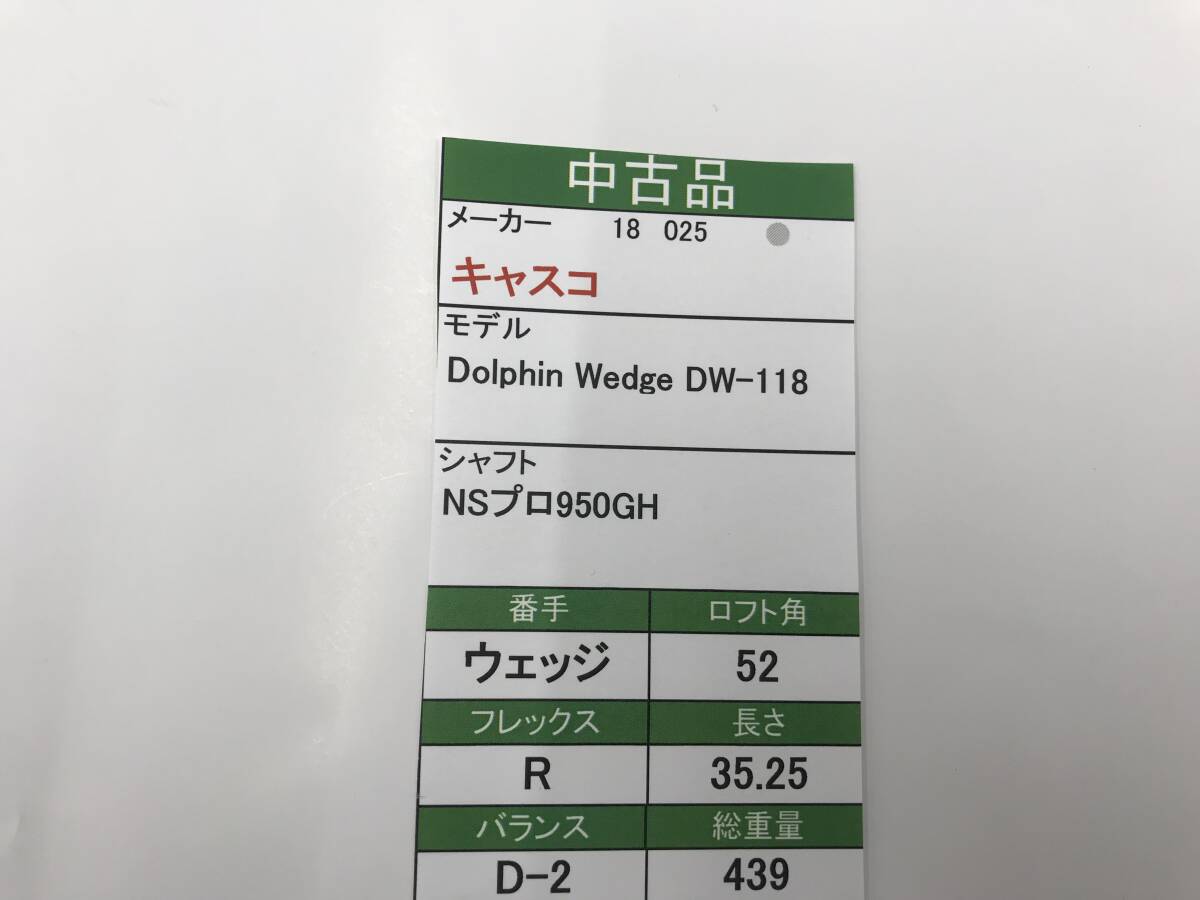 中古品
メーカー 18 025
キャスコ
モデル
Dolphin Wedge DW-118
シャフト
NSプロ950GH
番手 ロフト角
ウェッジ 52
フレックス 長さ
R 35.25
バランス 総重量
D-2 439